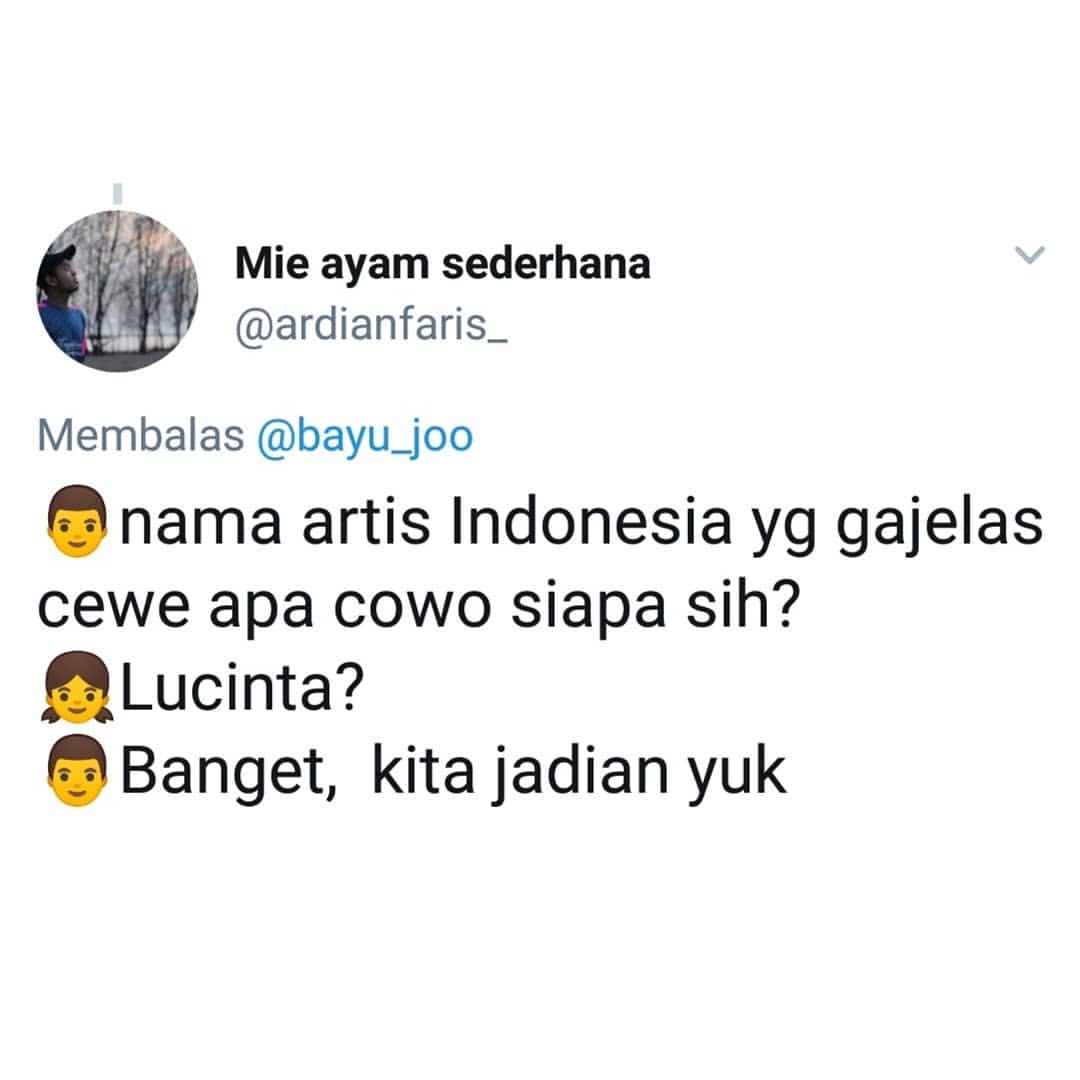 Mie ayam sederhana
@ardianfaris_
Membalas @bayu_joo
👨nama artis Indonesia yg gajelas
cewe apa cowo siapa sih?
👧Lucinta?
👨Banget,  kita jadian yuk